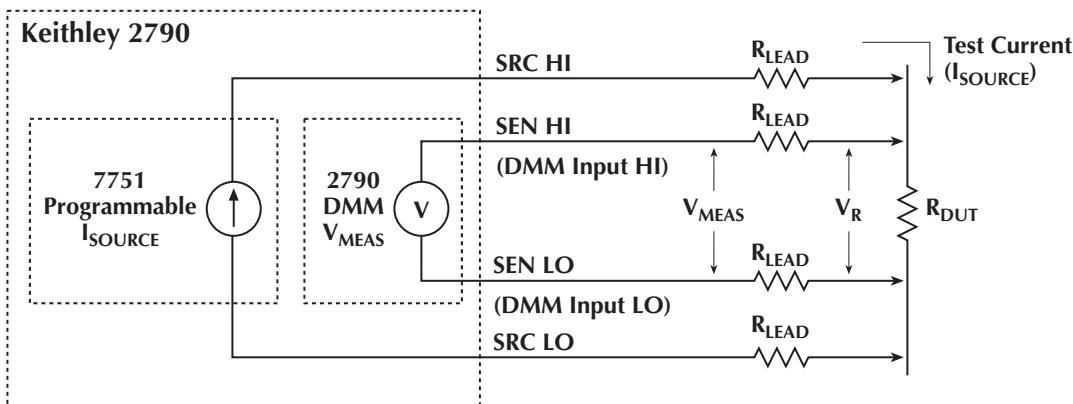 Keithley 2790
SRC HI
R_LEAD
Test Current
(I_SOURCE)
SEN HI
(DMM Input HI)
R_LEAD
7751
Programmable
I_SOURCE
2790
DMM
V_MEAS
V
V_MEAS
V_R
R_DUT
SEN LO
(DMM Input LO)
R_LEAD
SRC LO
R_LEAD